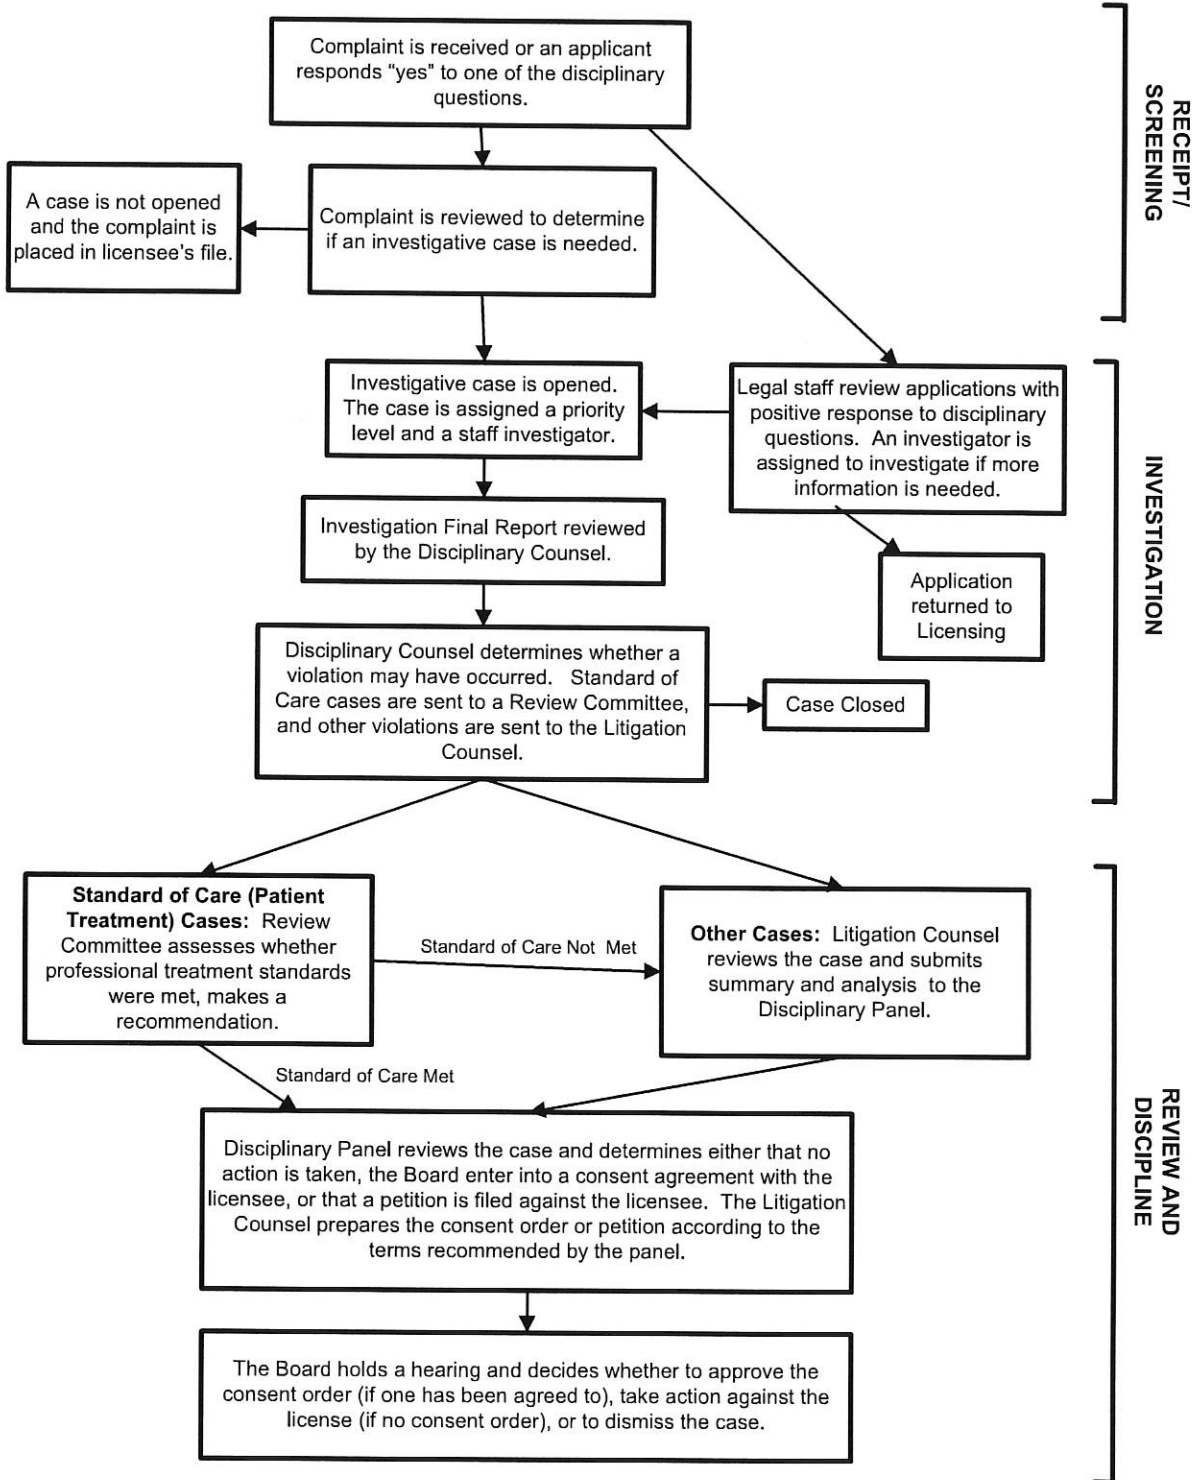 Complaint is received or an applicant
responds “yes” to one of the disciplinary
questions.
RECEIPT/
SCREENING
A case is not opened
and the complaint is
placed in licensee's file.
Complaint is reviewed to determine
if an investigative case is needed.
Investigative case is opened.
The case is assigned a priority
level and a staff investigator.
Legal staff review applications with
positive response to disciplinary
questions.  An investigator is
assigned to investigate if more
information is needed.
INVESTIGATION
Investigation Final Report reviewed
by the Disciplinary Counsel.
Application
returned to
Licensing
Disciplinary Counsel determines whether a
violation may have occurred.   Standard of
Care cases are sent to a Review Committee,
and other violations are sent to the Litigation
Counsel.
Case Closed
Standard of Care (Patient
Treatment) Cases:  Review
Committee assesses whether
professional treatment standards
were met, makes a
recommendation.
Standard of Care Not  Met
Other Cases:  Litigation Counsel
reviews the case and submits
summary and analysis  to the
Disciplinary Panel.
Standard of Care Met
REVIEW AND
DISCIPLINE
Disciplinary Panel reviews the case and determines either that no
action is taken, the Board enter into a consent agreement with the
licensee, or that a petition is filed against the licensee.  The Litigation
Counsel prepares the consent order or petition according to the
terms recommended by the panel.
The Board holds a hearing and decides whether to approve the
consent order (if one has been agreed to), take action against the
license (if no consent order), or to dismiss the case.